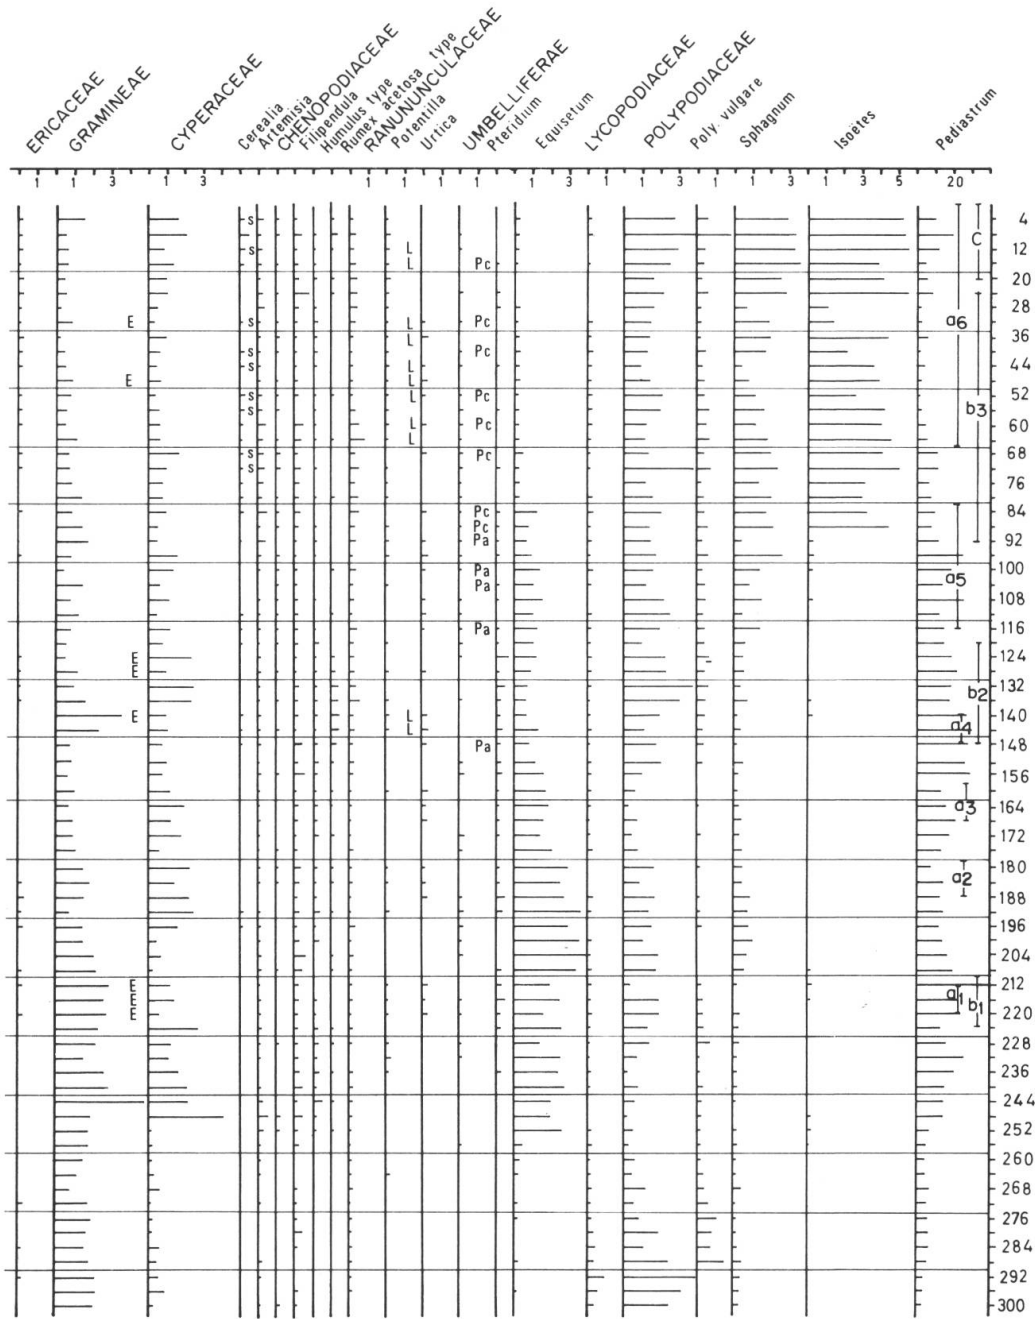 ERICACEAE
GRAMINEAE
CYPERACEAE
Cerealia
Artemisia
CHENOPODIACEAE
Filipendula
Humulus type
Rumex acetosa type
RANUNUNCULACEAE
Potentilla
Urtica
UMBELLIFERAE
Pteridium
Equisetum
LYCOPODIACEAE
POLYPODIACEAE
Poly. vulgare
Sphagnum
Isoëtes
Pediastrum
1 1 3 1 3 1 1 1 1 3 1 3 1 1 3 1 3 5 20
s 4
C
s L 12
L Pc
20
28
E s L Pc a6
L 36
s Pc
s L 44
E L
s L Pc 52
s b3
L Pc 60
L
s Pc 68
s
76
Pc 84
Pc
Pa 92
Pa 100
Pa a5
108
Pa 116
E 124
E
132
b2
E L 140
L a4
Pa 148
156
a3 164
172
180
a2
188
196
204
E 212
E a1 b1
E 220
228
236
244
252
260
268
276
284
292
300